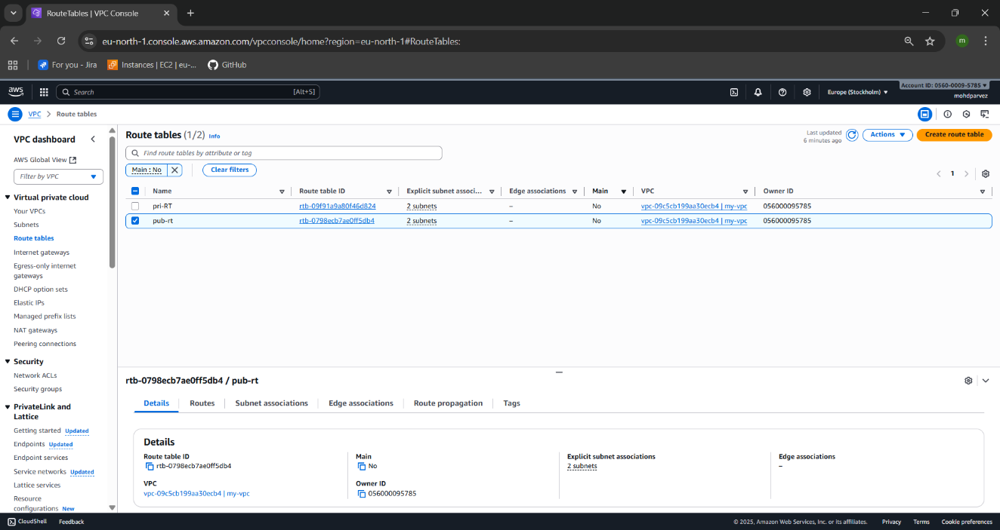 RouteTables | VPC Console
eu-north-1.console.aws.amazon.com/vpcconsole/home?region=eu-north-1#RouteTables:
m
For you - Jira
Instances | EC2 | eu-...
GitHub
aws
Search
[Alt+S]
Europe (Stockholm)
Account ID: 0560-0009-5785
mohdparvez
VPC
Route tables
VPC dashboard
AWS Global View
Filter by VPC
Virtual private cloud
Your VPCs
Subnets
Route tables
Internet gateways
Egress-only internet
gateways
DHCP option sets
Elastic IPs
Managed prefix lists
NAT gateways
Peering connections
Security
Network ACLs
Security groups
PrivateLink and
Lattice
Getting started Updated
Endpoints Updated
Endpoint services
Service networks Updated
Lattice services
Resource
configurations New
Route tables (1/2) Info
Last updated
6 minutes ago
Actions
Create route table
Find route tables by attribute or tag
Main : No
Clear filters
1
Name Route table ID Explicit subnet associ... Edge associations Main VPC Owner ID
pri-RT rtb-09f91a9a80f46d824 2 subnets – No vpc-09c5cb199aa30ecb4 | my-vpc 056000095785
pub-rt rtb-0798ecb7ae0ff5db4 2 subnets – No vpc-09c5cb199aa30ecb4 | my-vpc 056000095785
rtb-0798ecb7ae0ff5db4 / pub-rt
Details Routes Subnet associations Edge associations Route propagation Tags
Details
Route table ID
rtb-0798ecb7ae0ff5db4
Main
No
Explicit subnet associations
2 subnets
Edge associations
–
VPC
vpc-09c5cb199aa30ecb4 | my-vpc
Owner ID
056000095785
CloudShell
Feedback
© 2025, Amazon Web Services, Inc. or its affiliates.
Privacy
Terms
Cookie preferences